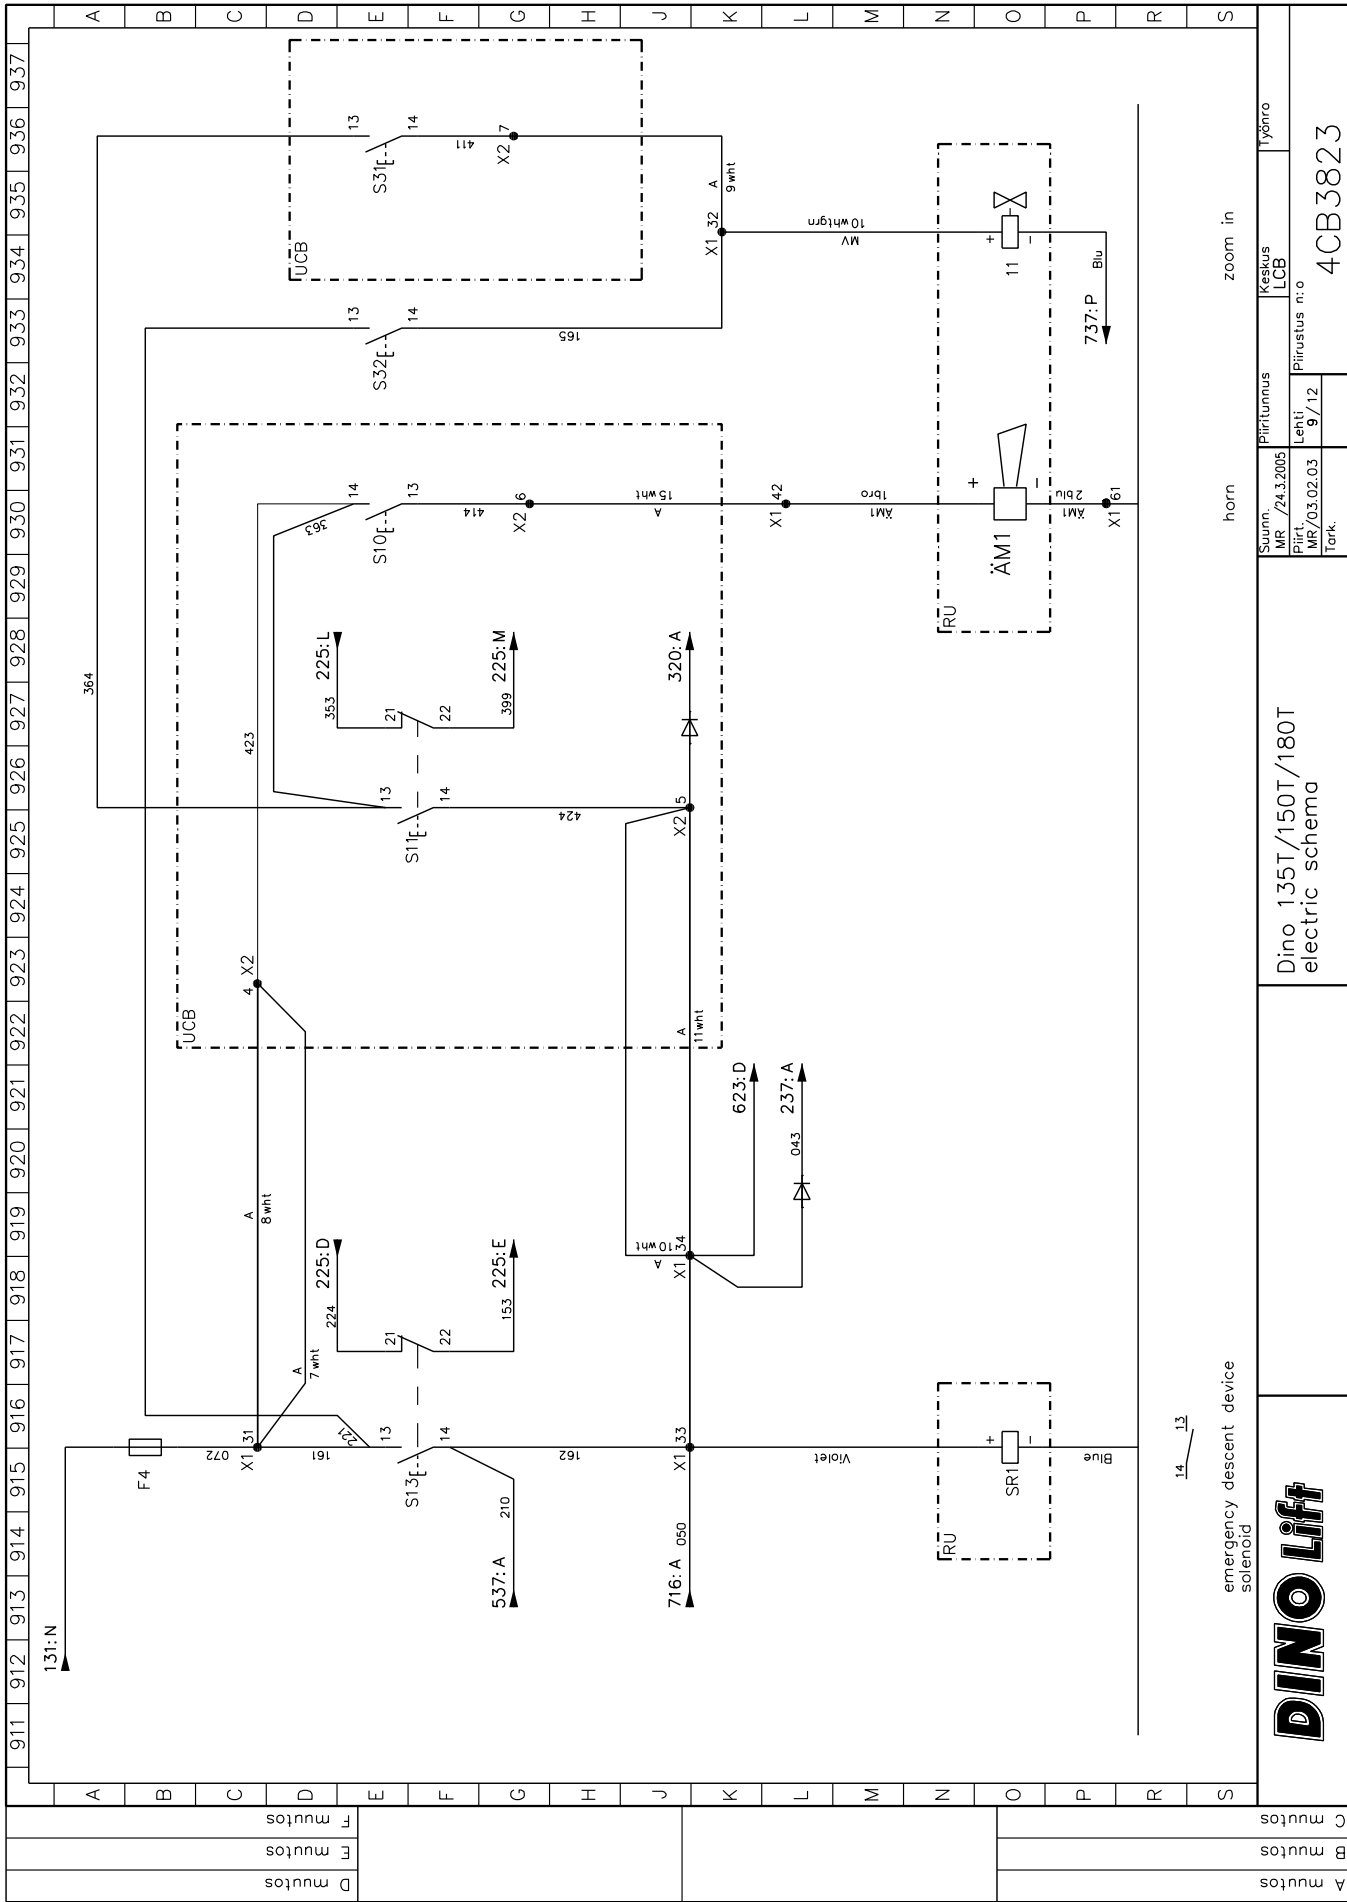 911 912 913 914 915 916 917 918 919 920 921 922 923 924 925 926 927 928 929 930 931 932 933 934 935 936 937
A
B
C
D
E
F
G
H
J
K
L
M
N
O
P
R
S
A
B
C
D
E
F
G
H
J
K
L
M
N
O
P
R
S
131:N
F4
072
X1 31
161
221
A
7wht
A
8wht
4 X2
UCB
423
364
363
S13
13
14
21
22
224
225:D
153
225:E
210
537:A
162
716:A 050
X1 33
Violet
RU
SR1
+
-
Blue
14 13
emergency descent device
solenoid
A
10wht
X1 34
623:D
043
237:A
A
11wht
S11
13
14
21
22
353
225:L
399
225:M
424
X2 5
320:A
S10
14
13
414
X2 6
A
15wht
X1 42
ÄM1
1bro
RU
ÄM1
+
-
ÄM1
2blu
X1 61
horn
S32
13
14
165
UCB
S31
13
14
411
X2 7
A
9wht
X1 32
MV
10whtgrn
11
+
-
Blu
737:P
zoom in
DINO Lift
Dino 135T/150T/180T
electric schema
Suunn.
MR /24.3.2005
Piirt.
MR/03.02.03
Tark.
Piiritunnus
Lehti
9/12
Keskus
LCB
Työnro
Piirustus n:o
4CB3823
A muutos
B muutos
C muutos
D muutos
E muutos
F muutos